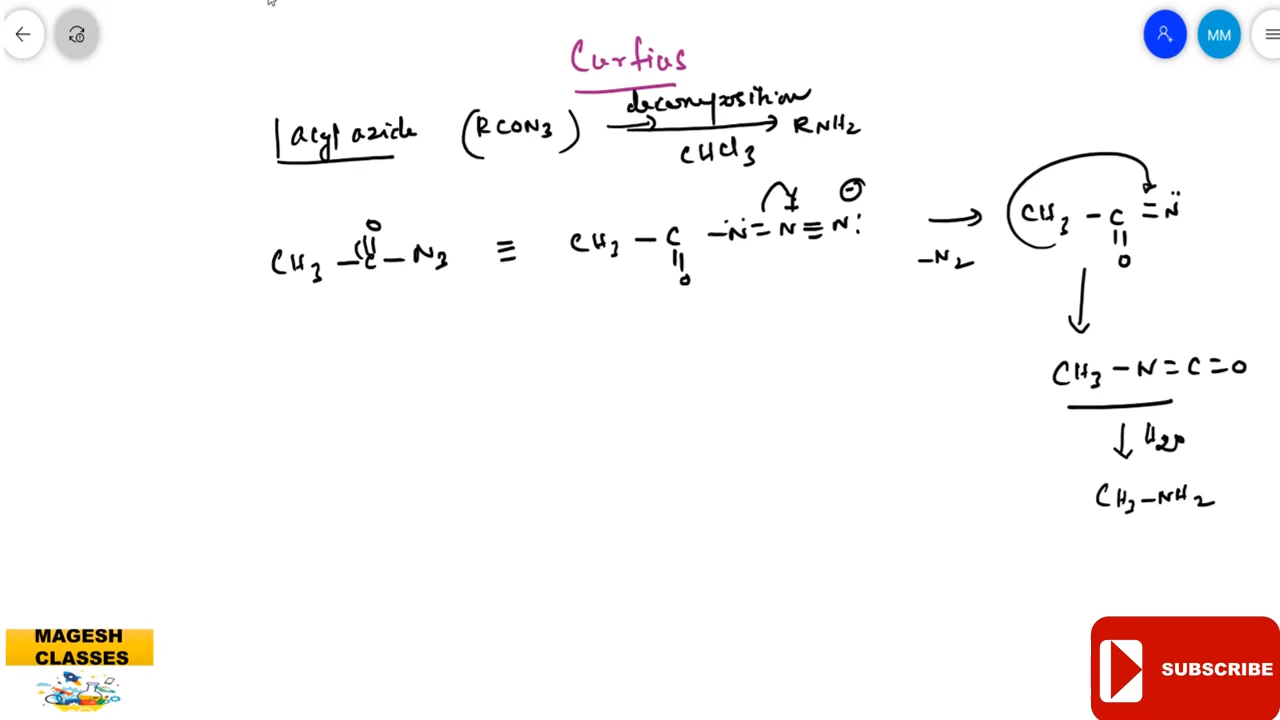 MM
Curtius
decomposition
acyl azide (RCON3) → RNH2
CHCl3
O
CH3 – C – N3 ≡ CH3 – C – N = N ≡ N: ⊖ → CH3 – C = N
O
–N2
O
CH3 – N = C = O
↓ H2O
CH3 – NH2
MAGESH
CLASSES
SUBSCRIBE